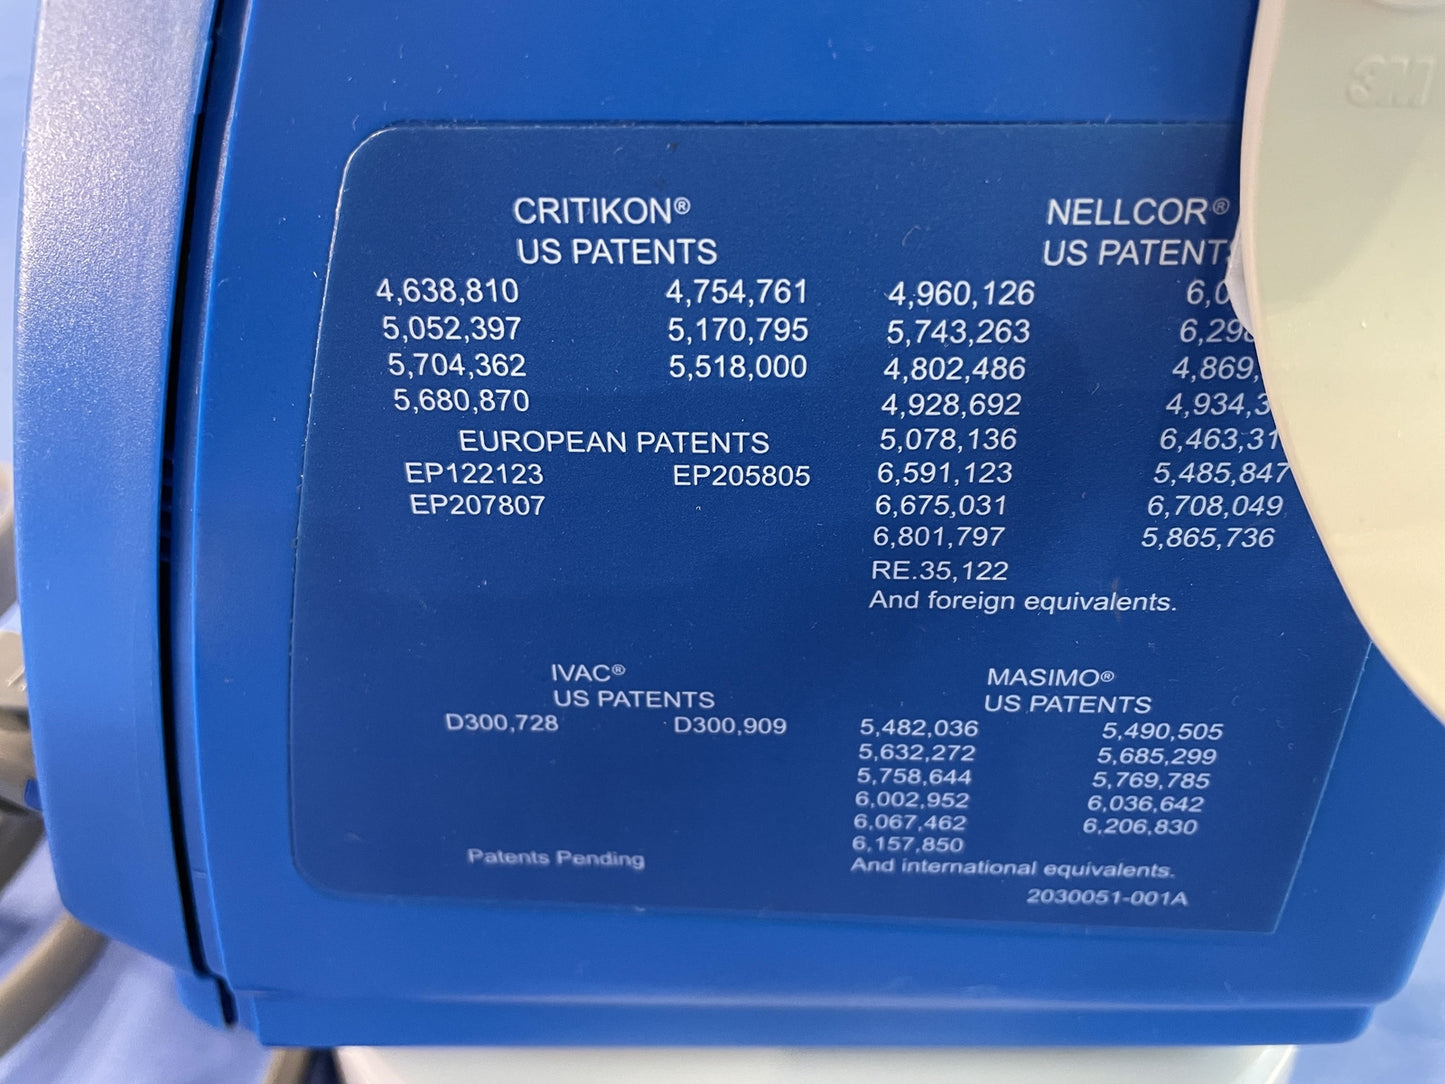 3M
CRITIKON®
US PATENTS
4,638,810 4,754,761
5,052,397 5,170,795
5,704,362 5,518,000
5,680,870
EUROPEAN PATENTS
EP122123 EP205805
EP207807
NELLCOR®
US PATENTS
4,960,126
5,743,263
4,802,486
4,928,692
5,078,136
6,591,123 5,485,847
6,675,031 6,708,049
6,801,797 5,865,736
RE.35,122
And foreign equivalents.
IVAC®
US PATENTS
D300,728 D300,909
Patents Pending
MASIMO®
US PATENTS
5,482,036 5,490,505
5,632,272 5,685,299
5,758,644 5,769,785
6,002,952 6,036,642
6,067,462 6,206,830
6,157,850
And international equivalents.
2030051-001A